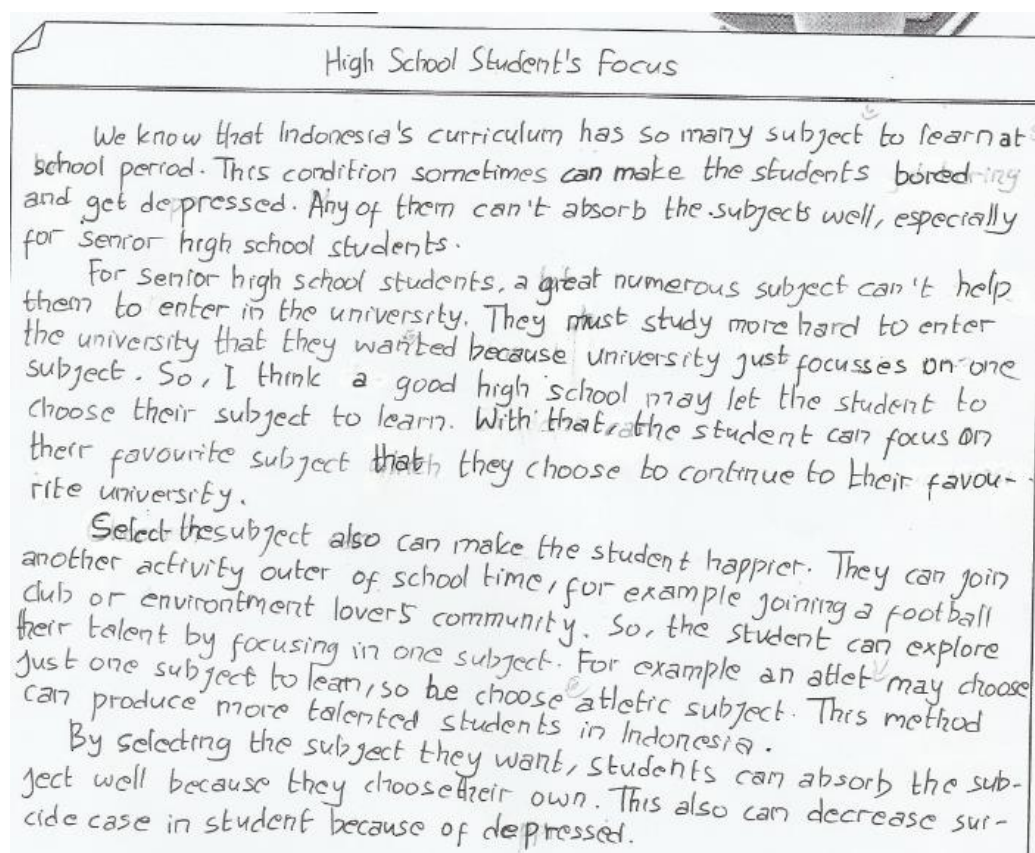 High School Student's Focus
We know that Indonesia's curriculum has so many subject to learn at
school period. This condition sometimes can make the students bored
and get depressed. Any of them can't absorb the subjects well, especially
for senior high school students.
For senior high school students, a great numerous subject can't help
them to enter in the university. They must study more hard to enter
the university that they wanted because university just focusses on one
subject. So, I think a good high school may let the student to
choose their subject to learn. With that, the student can focus on
their favourite subject that they choose to continue to their favou-
rite university.
Select the subject also can make the student happier. They can join
another activity outer of school time, for example joining a football
club or environtment lovers community. So, the student can explore
their talent by focusing in one subject. For example an atlet may choose
just one subject to learn, so he choose atletic subject. This method
can produce more talented students in Indonesia.
By selecting the subject they want, students can absorb the sub-
ject well because they choose their own. This also can decrease sui-
cide case in student because of depressed.